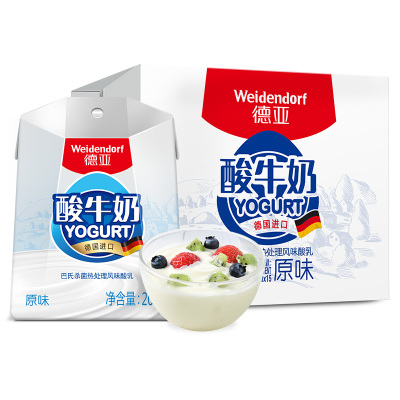 Weidendorf
德亚
酸牛奶
YOGURT
德国进口
巴氏杀菌热处理风味酸乳
原味
净含量:20
Weidendorf
德亚
酸牛奶
YOGURT
德国进口
处理风味酸乳
原味